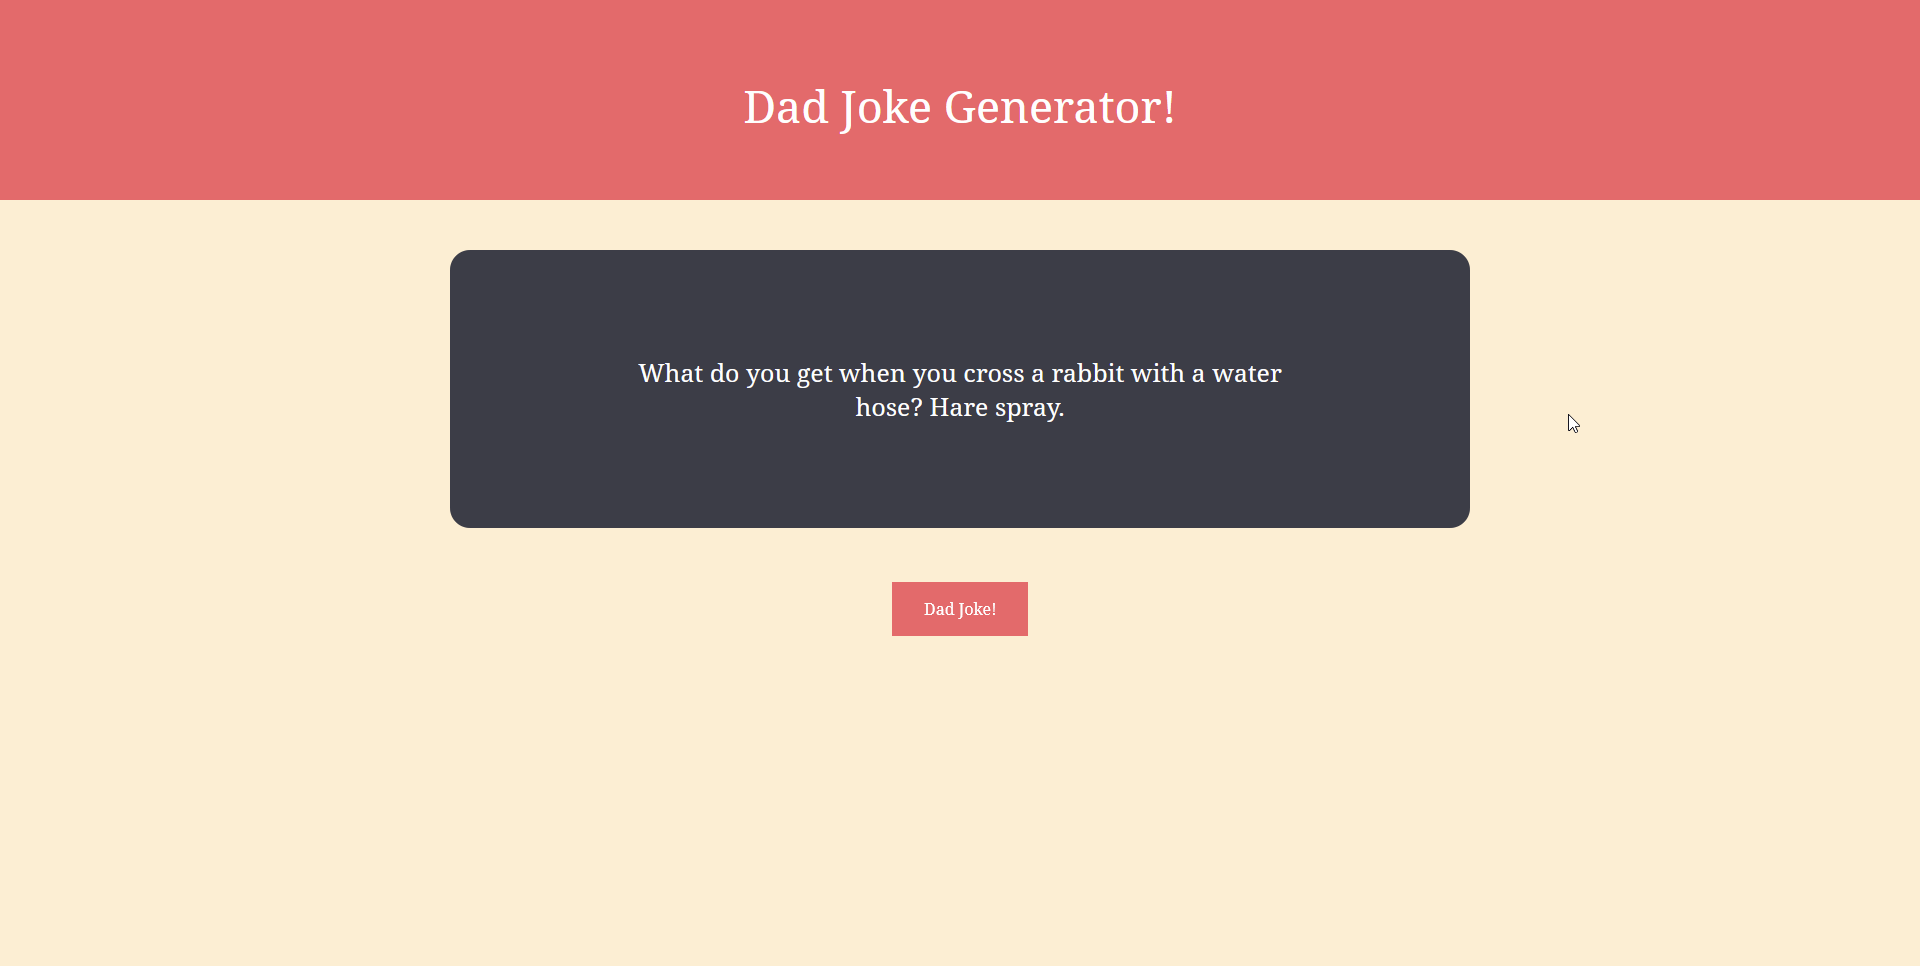 Dad Joke Generator!
What do you get when you cross a rabbit with a water
hose? Hare spray.
Dad Joke!